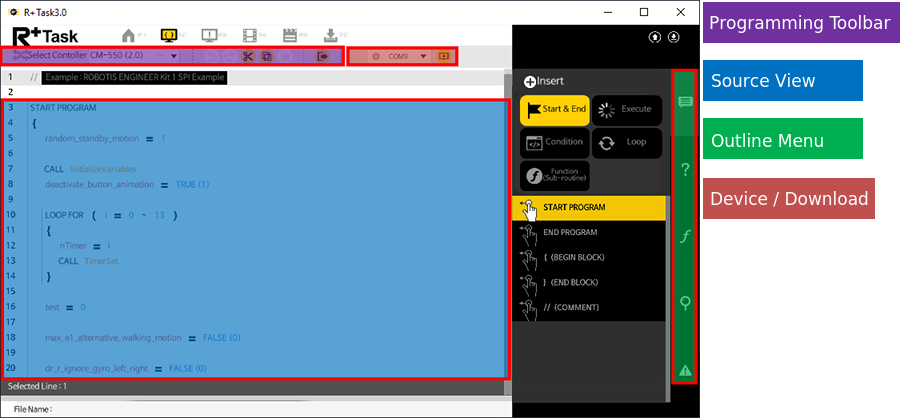 R+Task3.0
R+Task
Select Contoller CM-550 (2.0)
COM9
1 // Example : ROBOTIS ENGINEER Kit 1 SPI Example
2
3 START PROGRAM
4 {
5 random_standby_motion = 1
6
7 CALL InitializeVariables
8 deactivate_button_animation = TRUE (1)
9
10 LOOP FOR ( i = 0 ~ 13 )
11 {
12 nTimer = i
13 CALL TimerSet
14 }
15
16 test = 0
17
18 max_e1_alternative_walking_motion = FALSE (0)
19
20 dr_r_ignore_gyro_left_right = FALSE (0)
Selected Line : 1
File Name :
Insert
Start & End
Execute
Condition
Loop
Function
(Sub-routine)
START PROGRAM
END PROGRAM
{ (BEGIN BLOCK)
} (END BLOCK)
// (COMMENT)
Programming Toolbar
Source View
Outline Menu
Device / Download